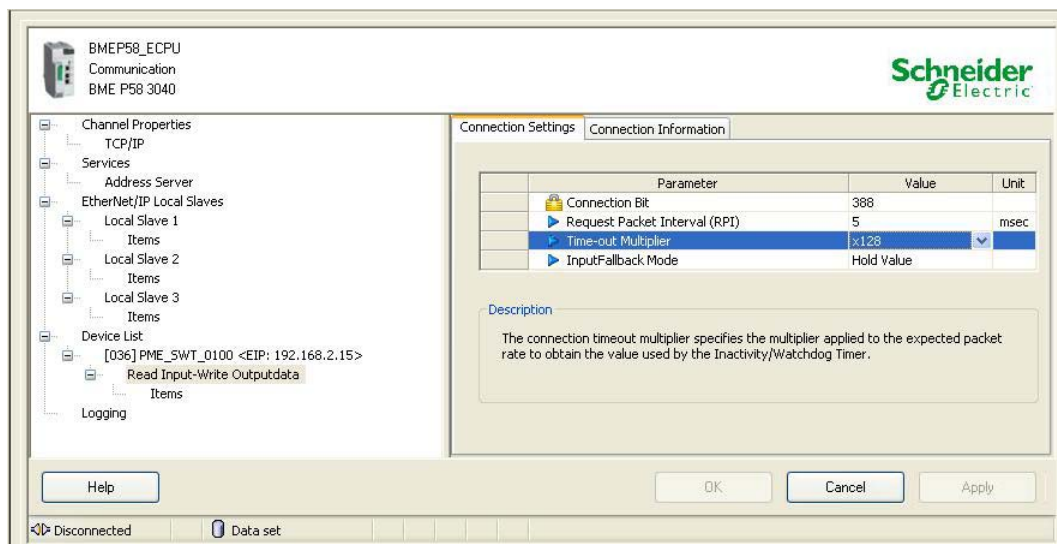 BMEP58_ECPU
Communication
BME P58 3040
Schneider
Electric
Channel Properties
TCP/IP
Services
Address Server
EtherNet/IP Local Slaves
Local Slave 1
Items
Local Slave 2
Items
Local Slave 3
Items
Device List
[036] PME_SWT_0100 <EIP: 192.168.2.15>
Read Input-Write Outputdata
Items
Logging
Connection Settings Connection Information
Parameter Value Unit
Connection Bit 388
Request Packet Interval (RPI) 5 msec
Time-out Multiplier x128
InputFallback Mode Hold Value
Description
The connection timeout multiplier specifies the multiplier applied to the expected packet
rate to obtain the value used by the Inactivity/Watchdog Timer.
Help OK Cancel Apply
Disconnected Data set